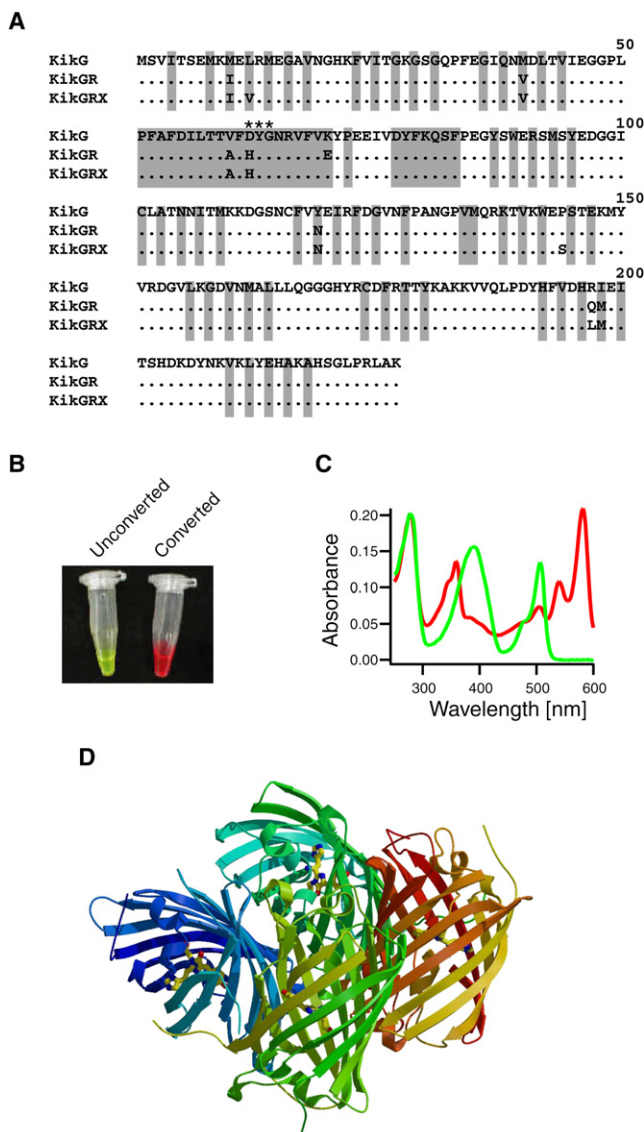 A
50
KikG MSVITSEMKMELRMEGAVNGHKFVITGKGSGQPFEGIQNMDLTVIEGGPL
KikGR .........I.............................V..........
KikGRX .........I.V...........................V..........
***
100
KikG PFAFDILTTVFDYGNRVFVKYPEEIVDYFKQSFPEGYSWERSMSYEDGGI
KikGR .........A.H.......E..............................
KikGRX .........A.H......................................
150
KikG CLATNNITMKKDGSNCFVYEIRFDGVNFPANGPVMQRKTVKWEPSTEKMY
KikGR ..................N...............................
KikGRX ..................N........................S......
200
KikG VRDGVLKGDVNMALLLQGGGHYRCDFRTTYKAKKVVQLPDYHFVDHRIEI
KikGR ..............................................QM..
KikGRX ..............................................LM..
KikG TSHDKDYNKVKLYEHAKAHSGLPRLAK
KikGR ...........................
KikGRX ...........................
B
Unconverted
Converted
C
Absorbance
0.20
0.15
0.10
0.05
0.00
300 400 500 600
Wavelength [nm]
D